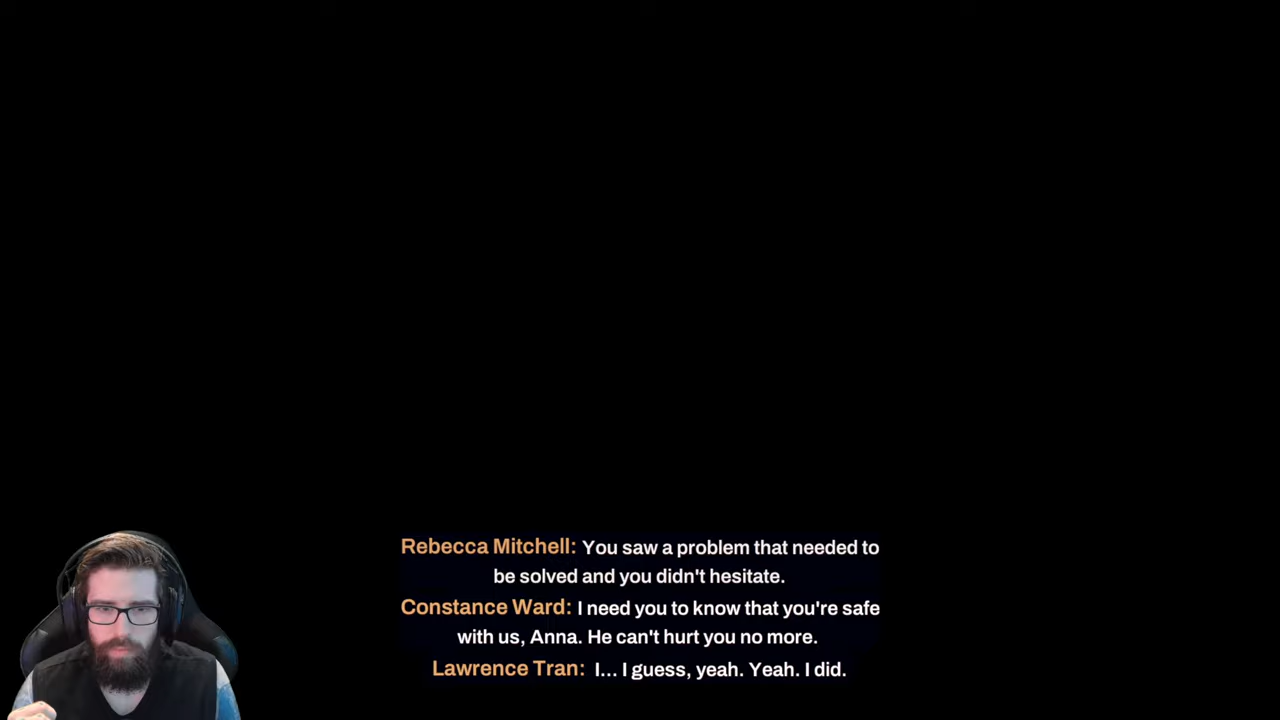 Rebecca Mitchell: You saw a problem that needed to
be solved and you didn't hesitate.
Constance Ward: I need you to know that you're safe
with us, Anna. He can't hurt you no more.
Lawrence Tran: I... I guess, yeah. Yeah. I did.